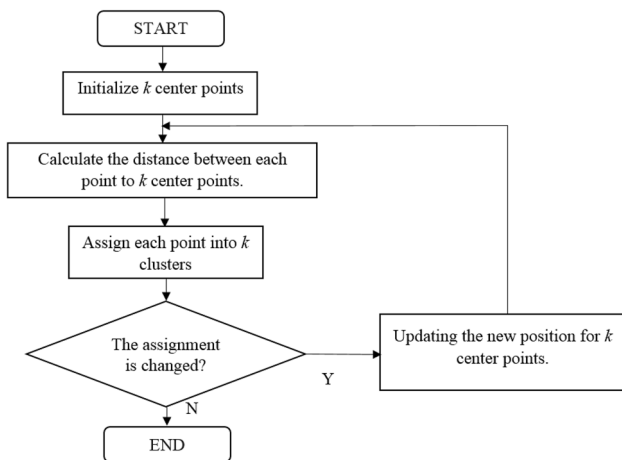 START
Initialize k center points
Calculate the distance between each
point to k center points.
Assign each point into k
clusters
The assignment
is changed?
Y
Updating the new position for k
center points.
N
END